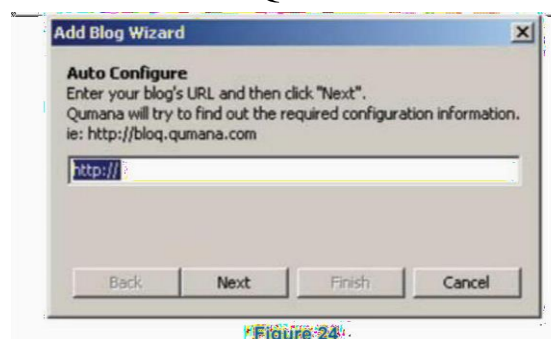 Add Blog Wizard
Auto Configure
Enter your blog's URL and then click "Next".
Qumana will try to find out the required configuration information.
ie: http://blog.qumana.com
http://
Back Next Finish Cancel
Figure 24